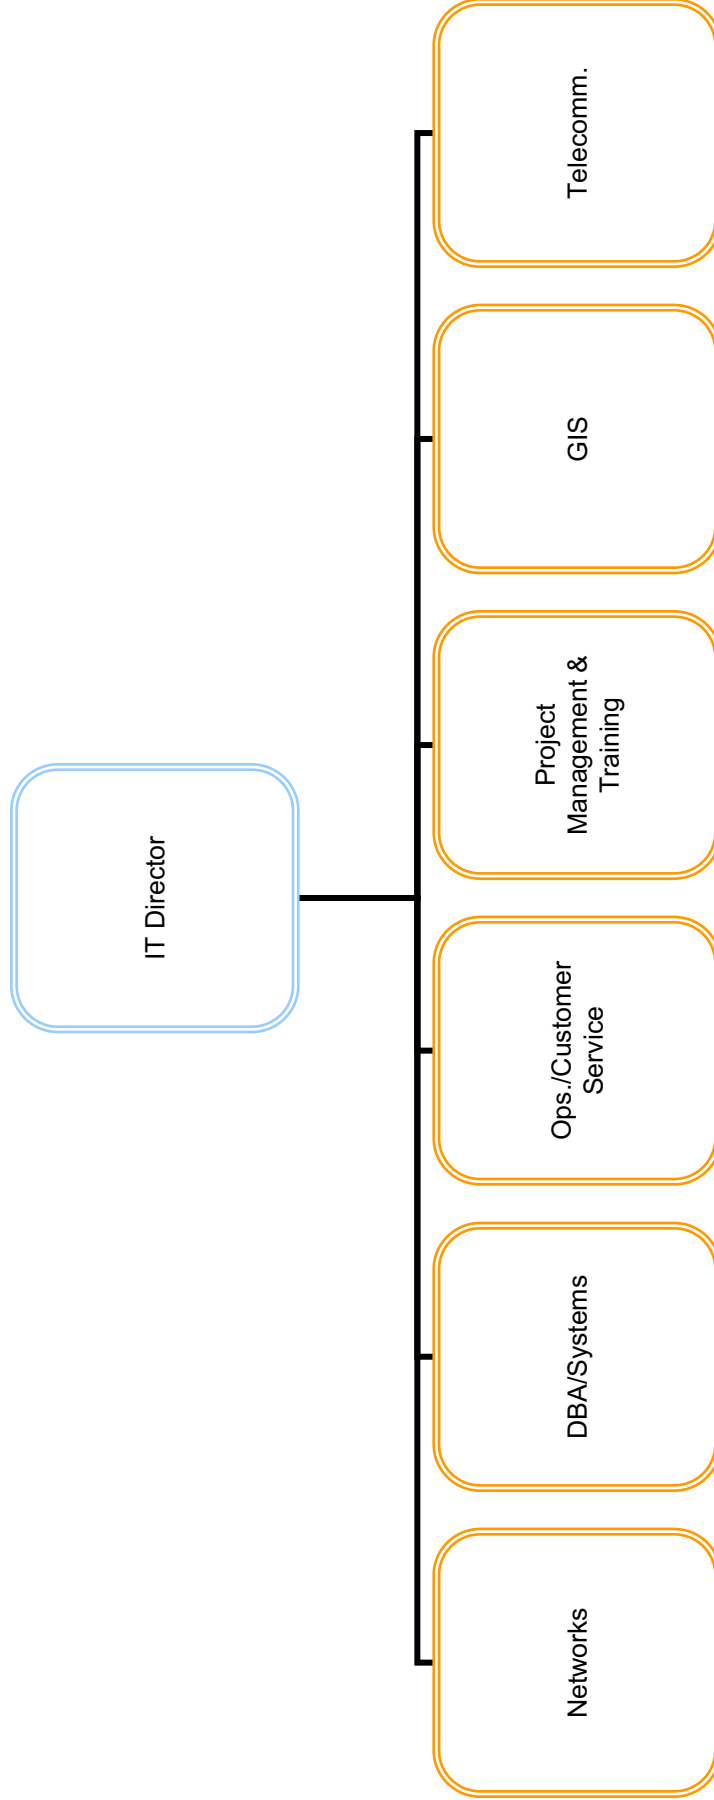 IT Director
Networks
DBA/Systems
Ops./Customer
Service
Project
Management &
Training
GIS
Telecomm.